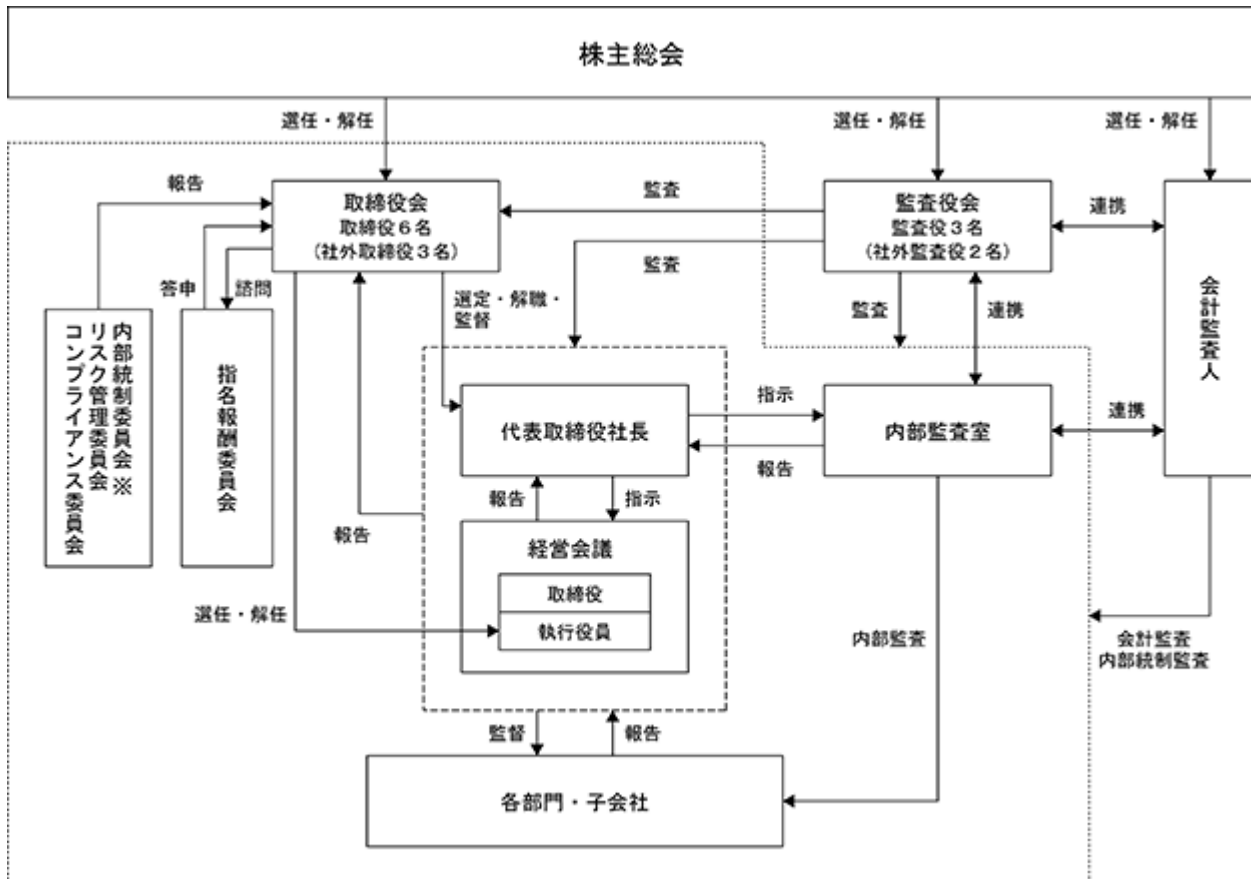 株主総会
選任・解任
選任・解任
選任・解任
報告
取締役会
取締役6名
(社外取締役3名)
監査
監査役会
監査役3名
(社外監査役2名)
連携
監査
答申
諮問
選定・解職・
監督
監査
連携
会計監査人
内部統制委員会※
リスク管理委員会
コンプライアンス委員会
指名報酬委員会
代表取締役社長
指示
報告
内部監査室
連携
報告
指示
報告
経営会議
取締役
執行役員
選任・解任
内部監査
会計監査
内部統制監査
監督
報告
各部門・子会社